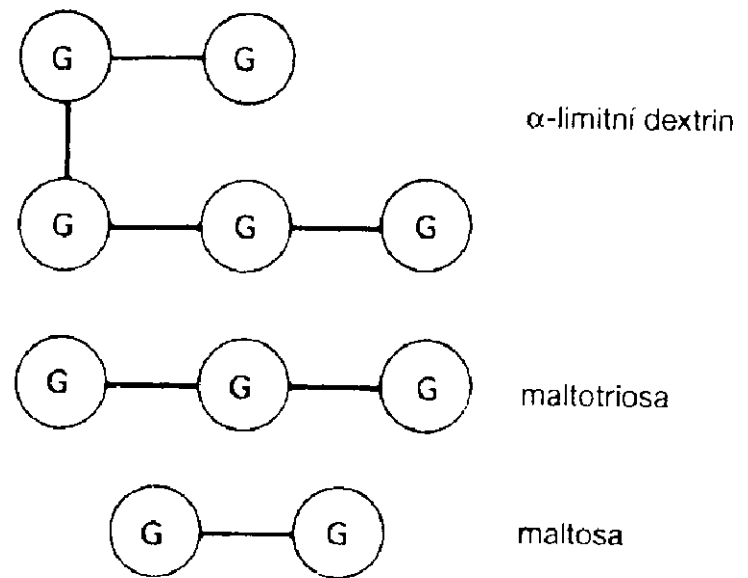 G G
α-limitní dextrin
G G G
G G G maltotriosa
G G maltosa